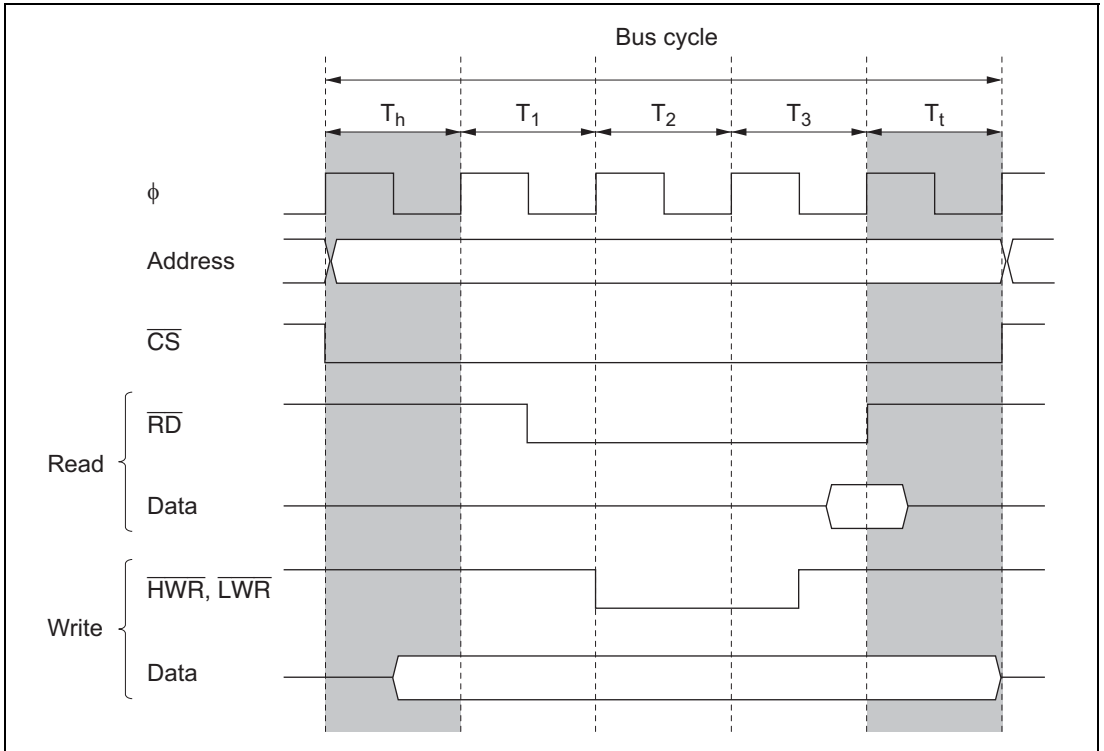 Bus cycle
Th T1 T2 T3 Tt
ϕ
Address
CS
RD
Read
Data
HWR, LWR
Write
Data